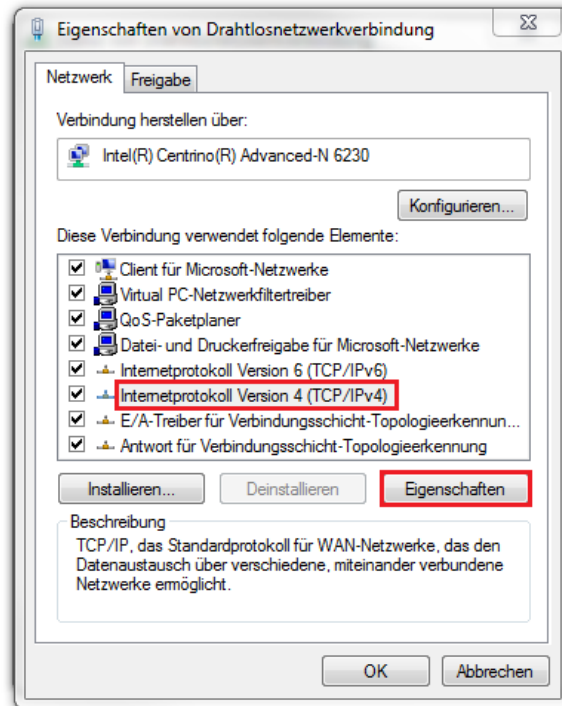 Eigenschaften von Drahtlosnetzwerkverbindung
Netzwerk
Freigabe
Verbindung herstellen über:
Intel(R) Centrino(R) Advanced-N 6230
Konfigurieren...
Diese Verbindung verwendet folgende Elemente:
Client für Microsoft-Netzwerke
Virtual PC-Netzwerkfiltertreiber
QoS-Paketplaner
Datei- und Druckerfreigabe für Microsoft-Netzwerke
Internetprotokoll Version 6 (TCP/IPv6)
Internetprotokoll Version 4 (TCP/IPv4)
E/A-Treiber für Verbindungsschicht-Topologieerkennun...
Antwort für Verbindungsschicht-Topologieerkennung
Installieren...
Deinstallieren
Eigenschaften
Beschreibung
TCP/IP, das Standardprotokoll für WAN-Netzwerke, das den
Datenaustausch über verschiedene, miteinander verbundene
Netzwerke ermöglicht.
OK
Abbrechen